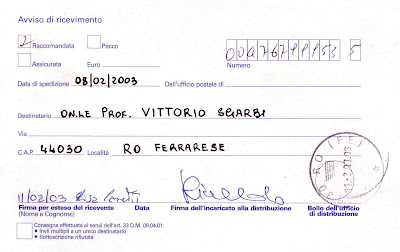 Avviso di ricevimento
Raccomandata Pacco
Assicurata Euro
Numero
Data di spedizione 08/02/2003 Dall'ufficio postale di
Destinatario ON.LE PROF. VITTORIO SGARBI
Via
C.A.P. 44030 Località RO FERRARESE
11/02/03
Firma per esteso del ricevente Data Firma dell'incaricato alla distribuzione Bollo dell'ufficio
(Nome e Cognome) di distribuzione
Consegna effettuata ai sensi dell'art. 33 D.M. 09.04.01:
• Invii multipli a un unico destinatario
• Sottoscrizione rifiutata